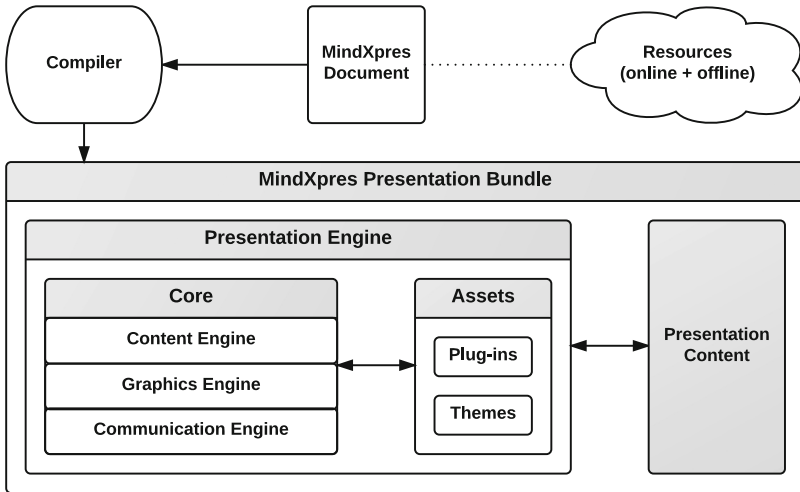 Compiler
MindXpres
Document
Resources
(online + offline)
MindXpres Presentation Bundle
Presentation Engine
Core
Content Engine
Graphics Engine
Communication Engine
Assets
Plug-ins
Themes
Presentation
Content